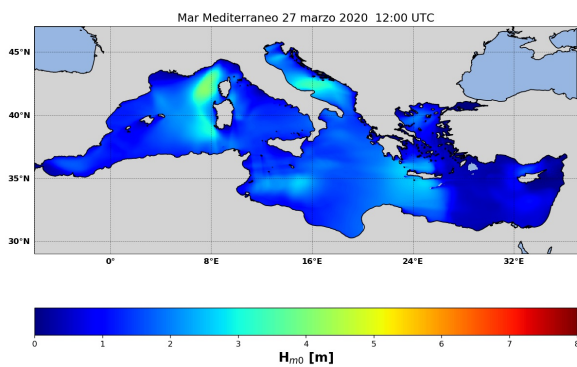 Mar Mediterraneo 27 marzo 2020 12:00 UTC
45°N
40°N
35°N
30°N
0° 8°E 16°E 24°E 32°E
0 1 2 3 4 5 6 7 8
H_{m0} [m]